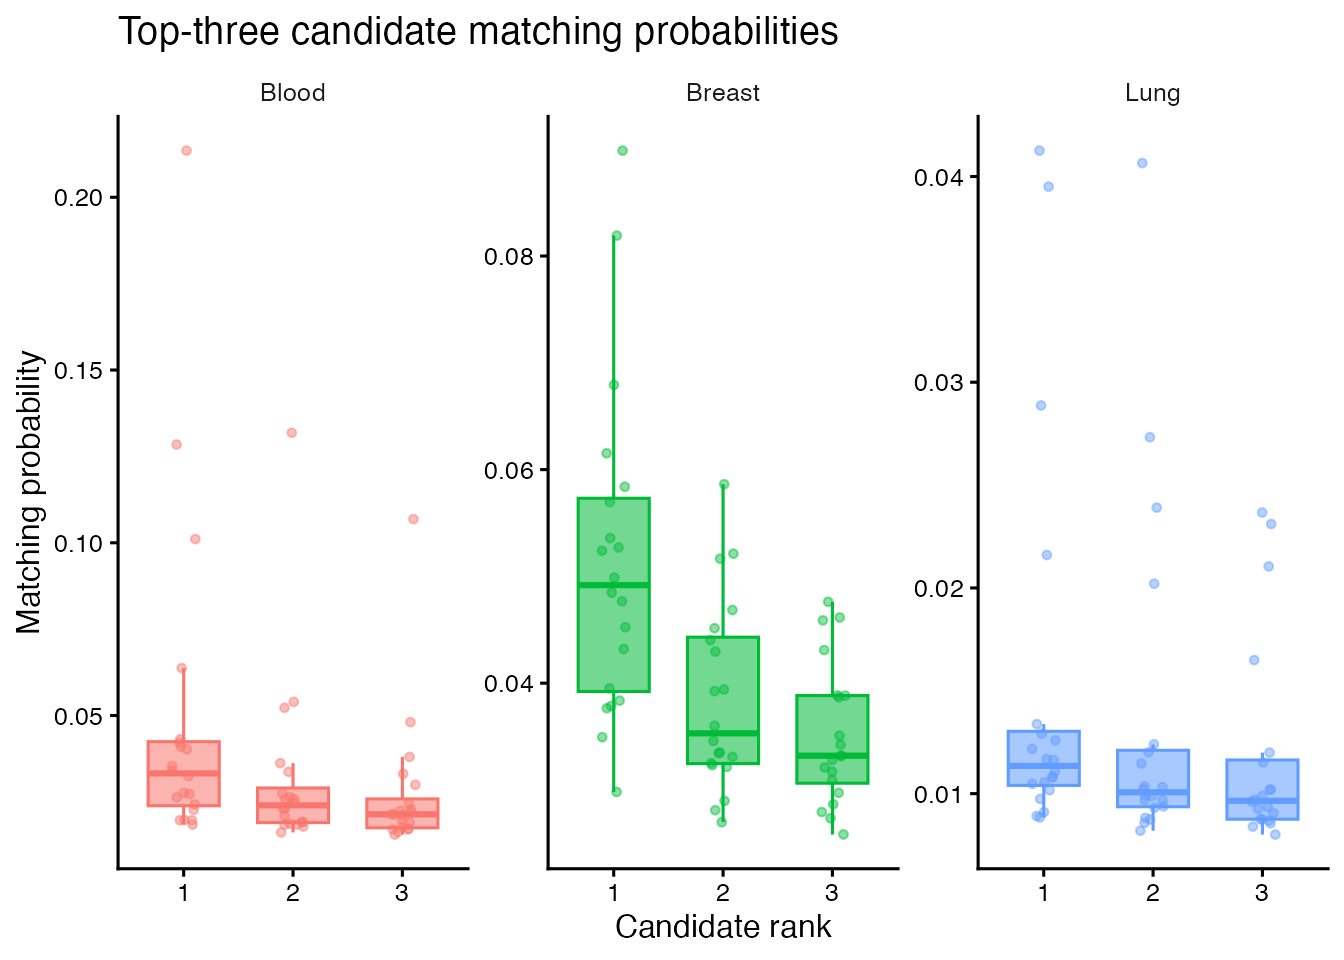 Top-three candidate matching probabilities
Blood
Breast
Lung
Matching probability
0.20
0.15
0.10
0.05
0.08
0.06
0.04
0.04
0.03
0.02
0.01
1 2 3
1 2 3
1 2 3
Candidate rank